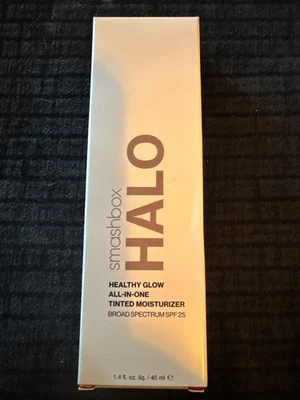 smashbox
HALO
HEALTHY GLOW
ALL-IN-ONE
TINTED MOISTURIZER
BROAD SPECTRUM SPF 25
1.4 fl. oz. liq. / 40 ml ℮